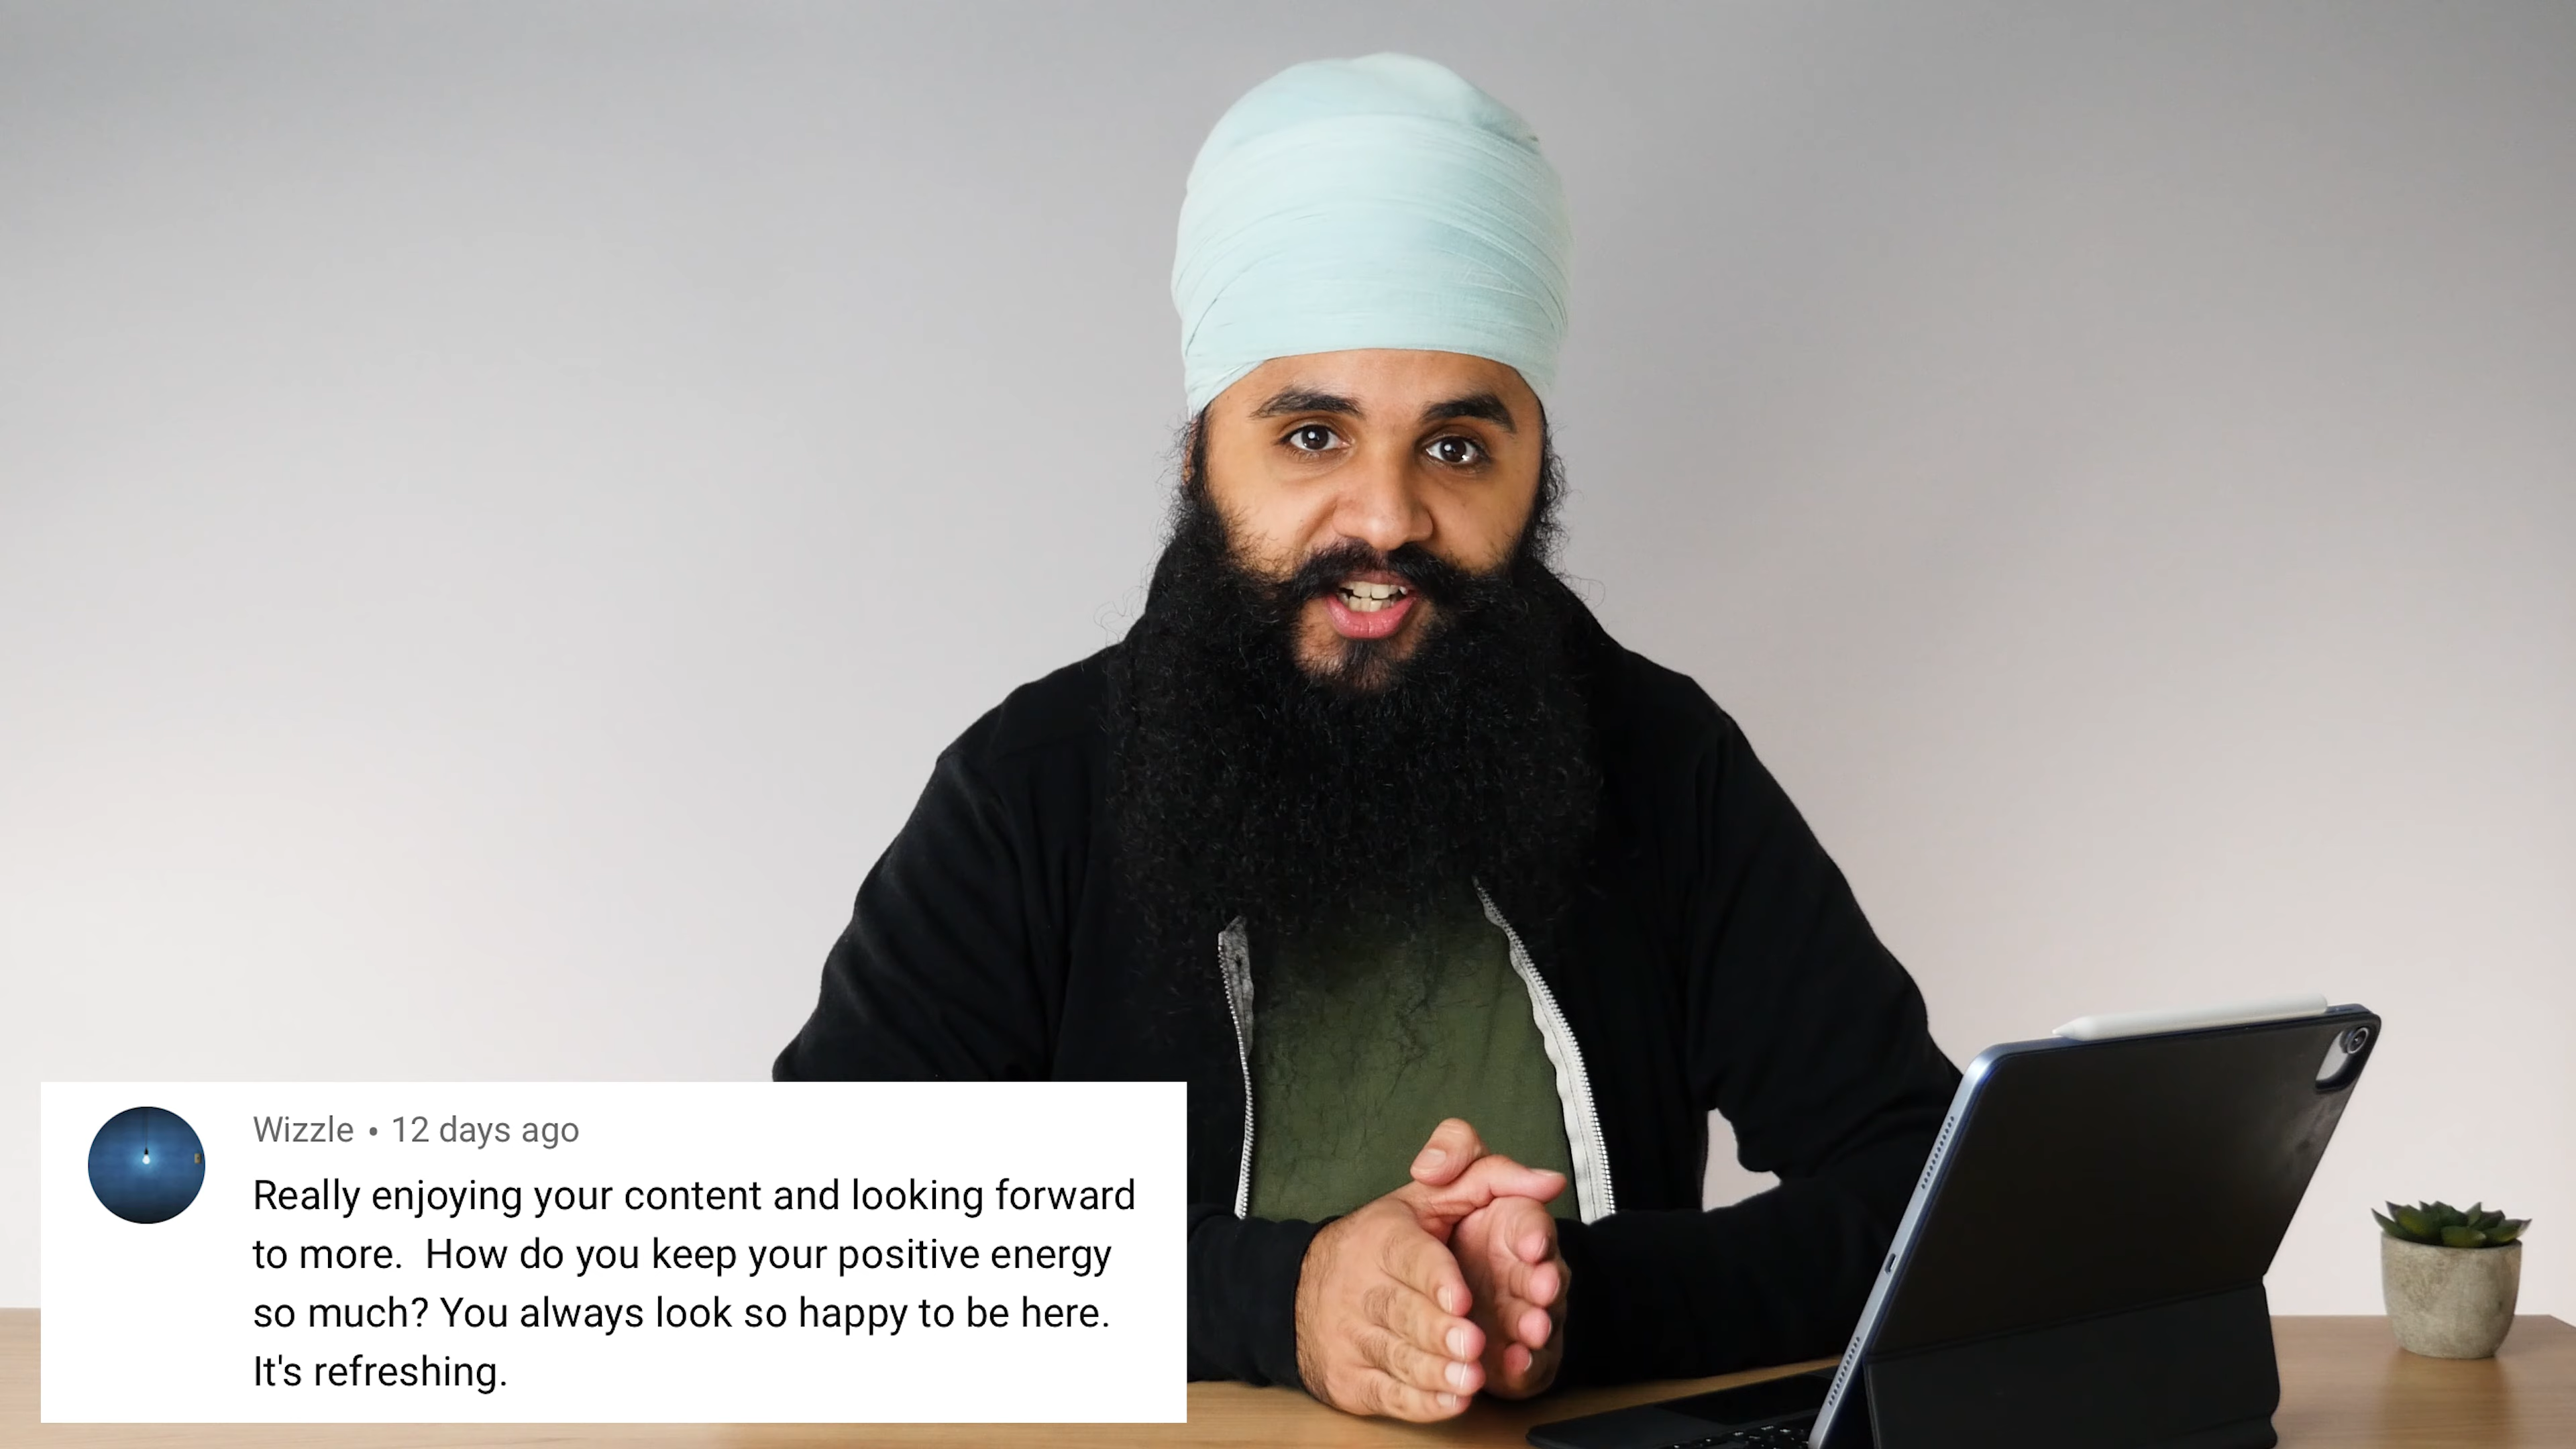 Wizzle • 12 days ago
Really enjoying your content and looking forward
to more.  How do you keep your positive energy
so much? You always look so happy to be here.
It's refreshing.